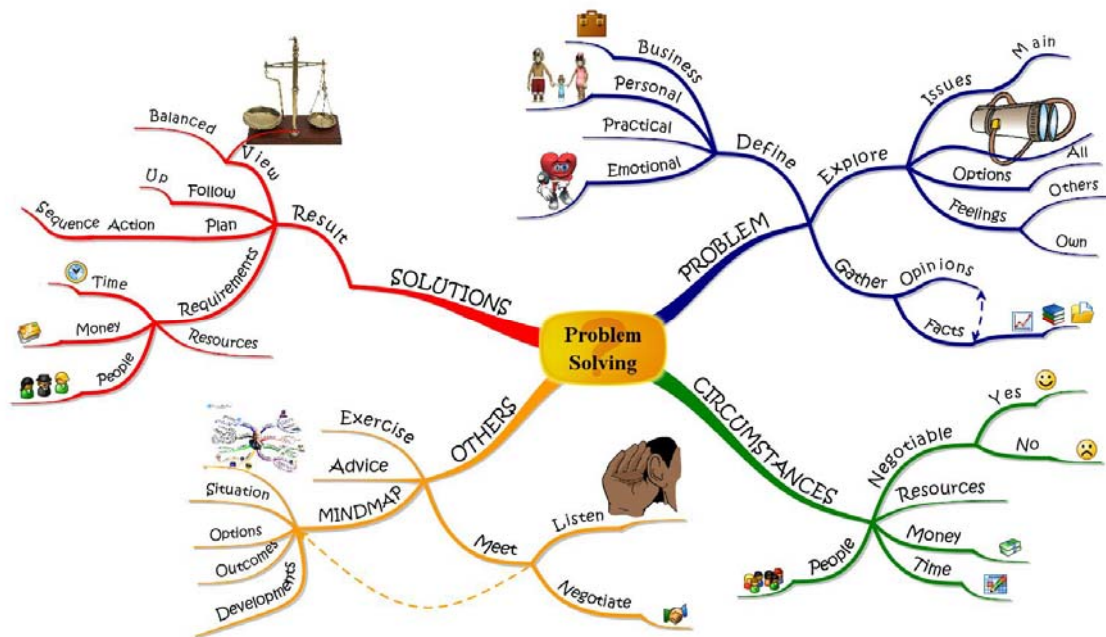 Problem
Solving
PROBLEM
Define
Business
Personal
Practical
Emotional
Explore
Issues
Main
Options
All
Feelings
Others
Own
Gather
Opinions
Facts
CIRCUMSTANCES
Negotiable
Yes
No
Resources
Money
Time
People
OTHERS
Exercise
Advice
MINDMAP
Situation
Options
Outcomes
Developments
Meet
Listen
Negotiate
SOLUTIONS
Result
View
Balanced
Follow
Up
Plan
Action
Sequence
Requirements
Time
Money
People
Resources